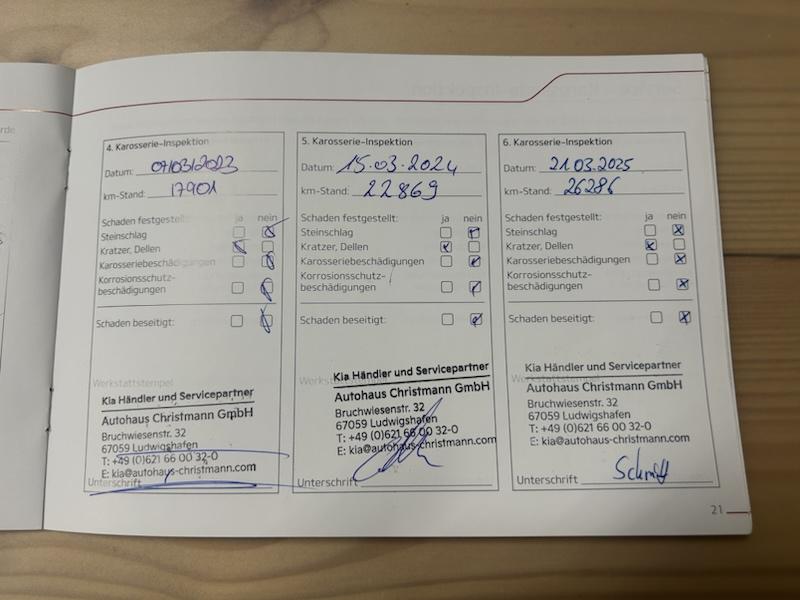 rde
4. Karosserie-Inspektion
Datum: 07/03/2023
km-Stand: 17901
Schaden festgestellt: ja nein
Steinschlag
Kratzer, Dellen
Karosseriebeschädigungen
Korrosionsschutz-
beschädigungen
Schaden beseitigt:
Werkstattstempel
Kia Händler und Servicepartner
Autohaus Christmann GmbH
Bruchwiesenstr. 32
67059 Ludwigshafen
T: +49 (0)621 66 00 32-0
E: kia@autohaus-christmann.com
Unterschrift
5. Karosserie-Inspektion
Datum: 15.03.2024
km-Stand: 22869
Schaden festgestellt: ja nein
Steinschlag
Kratzer, Dellen
Karosseriebeschädigungen
Korrosionsschutz-
beschädigungen
Schaden beseitigt:
Werkstattstempel
Kia Händler und Servicepartner
Autohaus Christmann GmbH
Bruchwiesenstr. 32
67059 Ludwigshafen
T: +49 (0)621 66 00 32-0
E: kia@autohaus-christmann.com
Unterschrift
6. Karosserie-Inspektion
Datum: 21.03.2025
km-Stand: 26286
Schaden festgestellt: ja nein
Steinschlag
Kratzer, Dellen
Karosseriebeschädigungen
Korrosionsschutz-
beschädigungen
Schaden beseitigt:
Werkstattstempel
Kia Händler und Servicepartner
Autohaus Christmann GmbH
Bruchwiesenstr. 32
67059 Ludwigshafen
T: +49 (0)621 66 00 32-0
E: kia@autohaus-christmann.com
Unterschrift
21